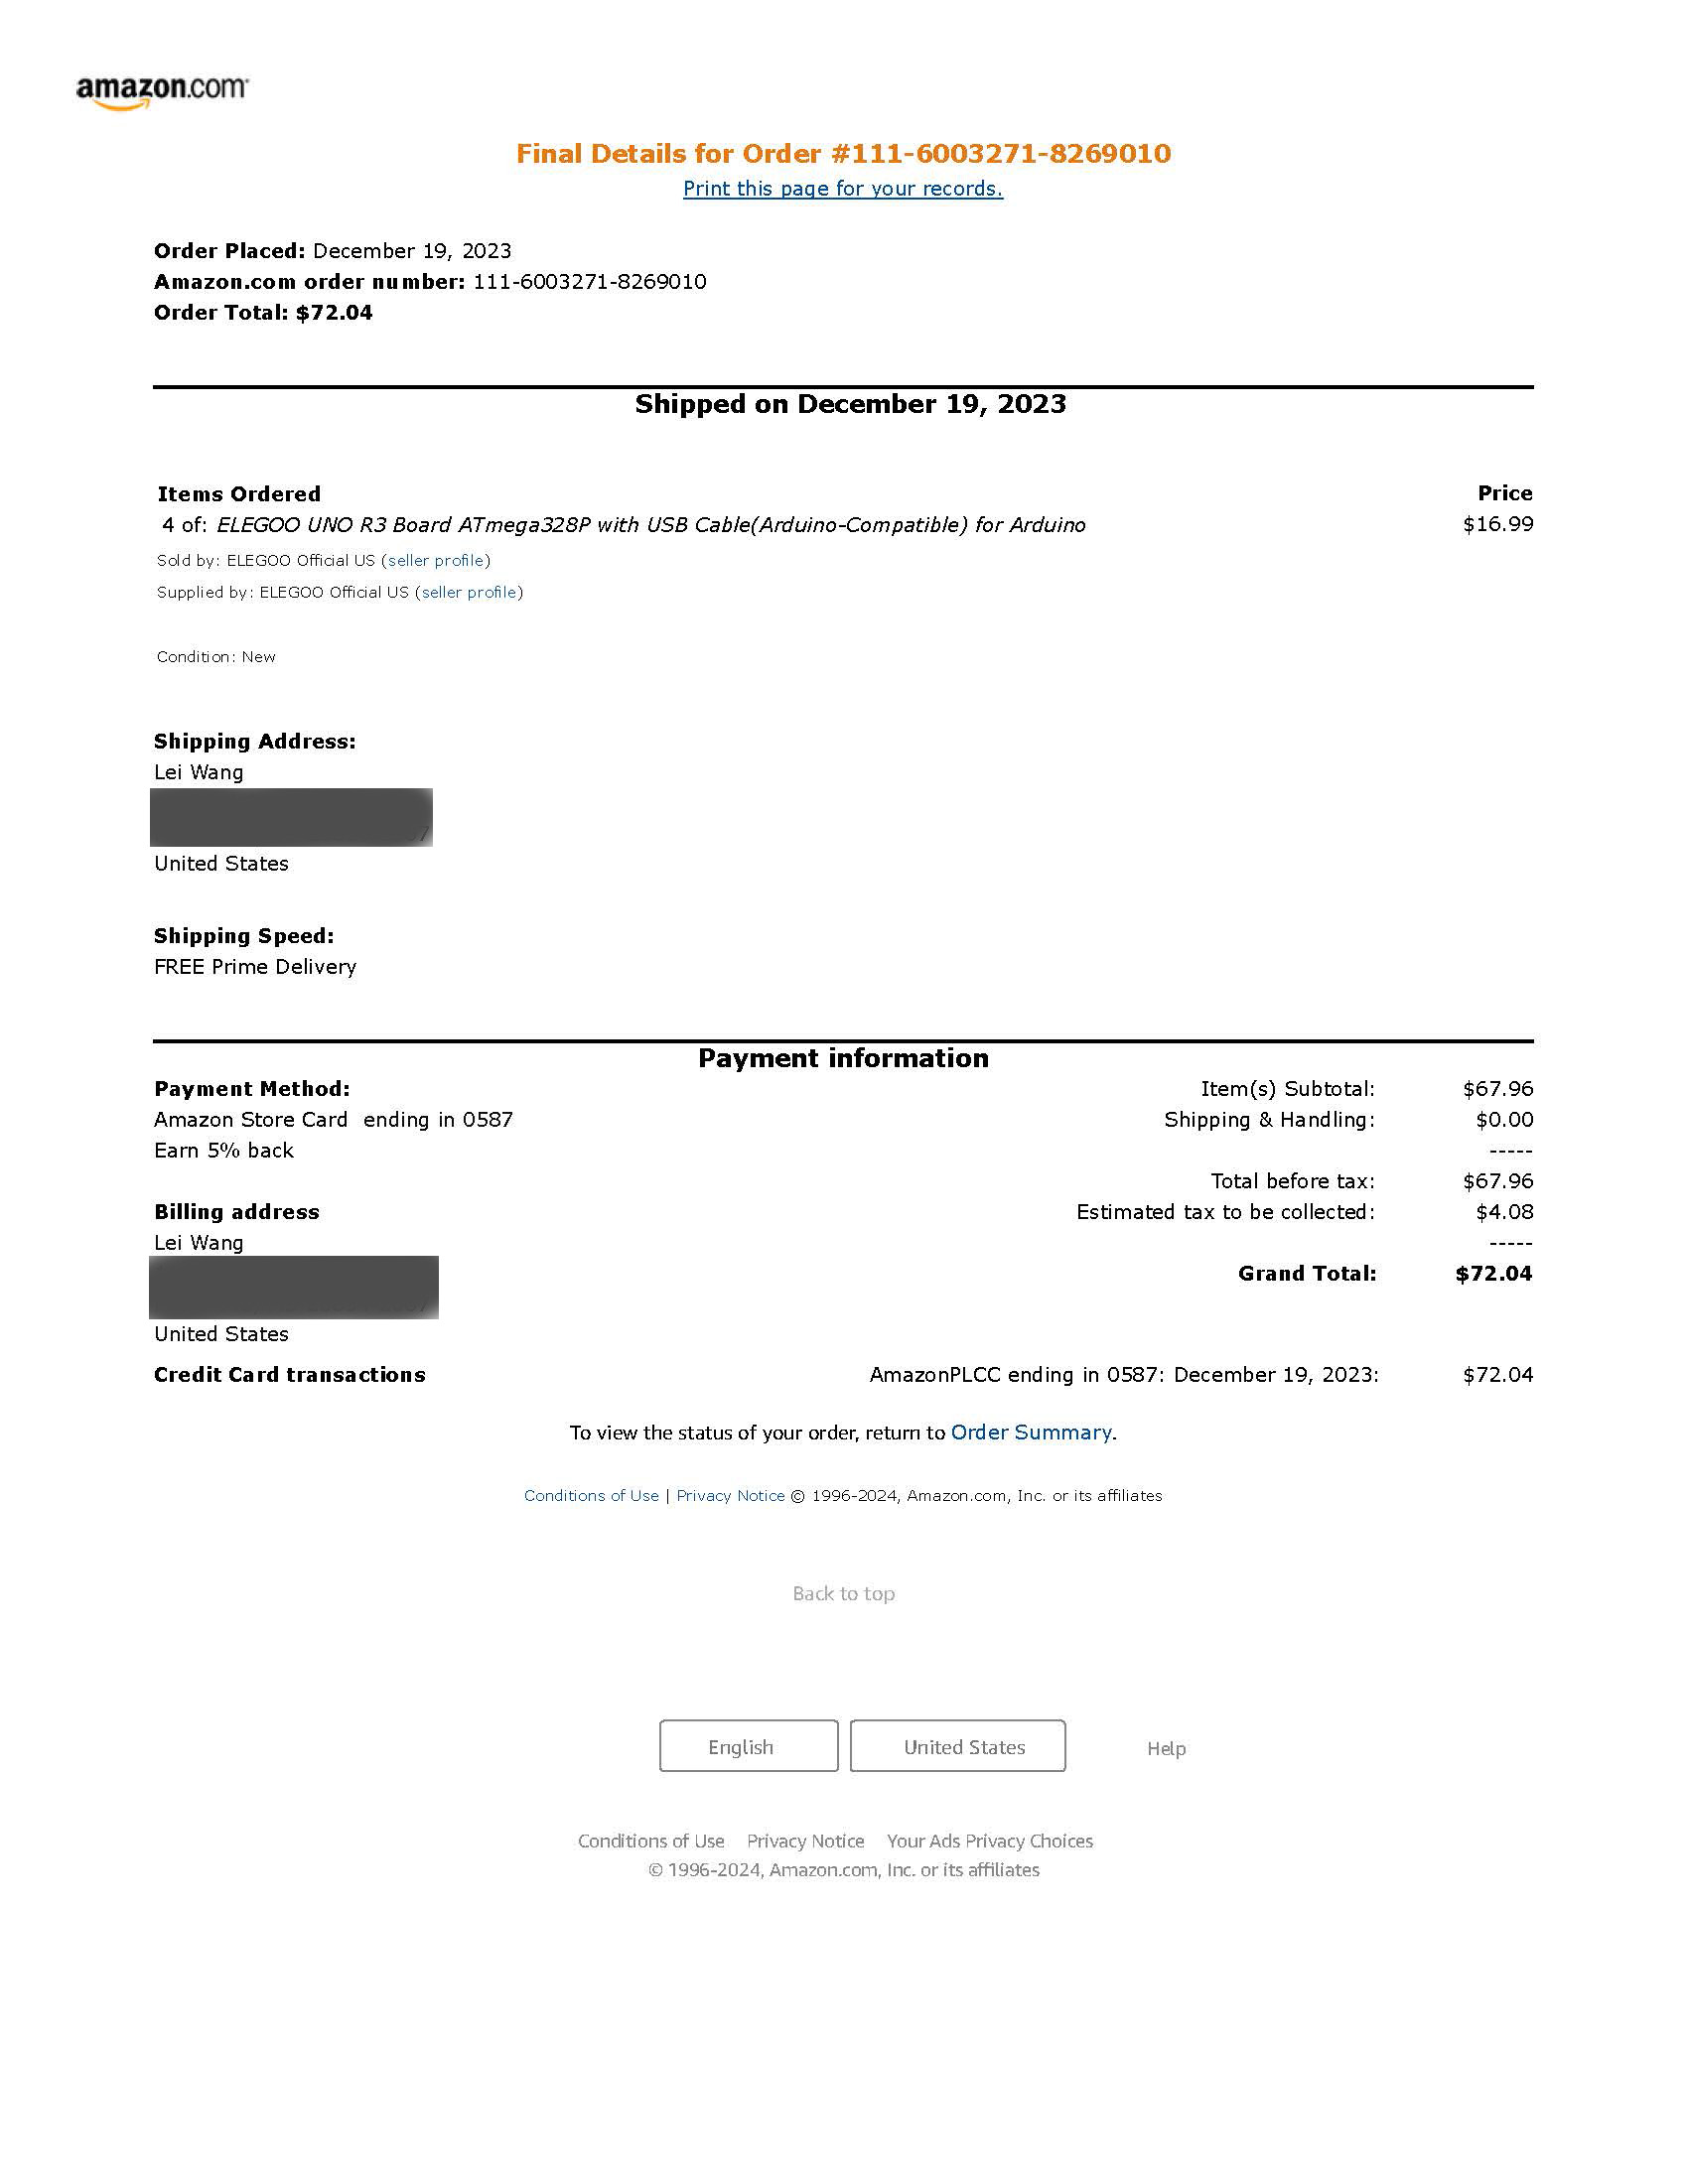 amazon.com
Final Details for Order #111-6003271-8269010
Print this page for your records.
Order Placed: December 19, 2023
Amazon.com order number: 111-6003271-8269010
Order Total: $72.04
Shipped on December 19, 2023
Items Ordered Price
4 of: ELEGOO UNO R3 Board ATmega328P with USB Cable(Arduino-Compatible) for Arduino $16.99
Sold by: ELEGOO Official US (seller profile)
Supplied by: ELEGOO Official US (seller profile)
Condition: New
Shipping Address:
Lei Wang
United States
Shipping Speed:
FREE Prime Delivery
Payment information
Payment Method: Item(s) Subtotal: $67.96
Amazon Store Card ending in 0587 Shipping & Handling: $0.00
Earn 5% back -----
Total before tax: $67.96
Billing address Estimated tax to be collected: $4.08
Lei Wang -----
Grand Total: $72.04
United States
Credit Card transactions AmazonPLCC ending in 0587: December 19, 2023: $72.04
To view the status of your order, return to Order Summary.
Conditions of Use | Privacy Notice © 1996-2024, Amazon.com, Inc. or its affiliates
Back to top
English United States Help
Conditions of Use Privacy Notice Your Ads Privacy Choices
© 1996-2024, Amazon.com, Inc. or its affiliates